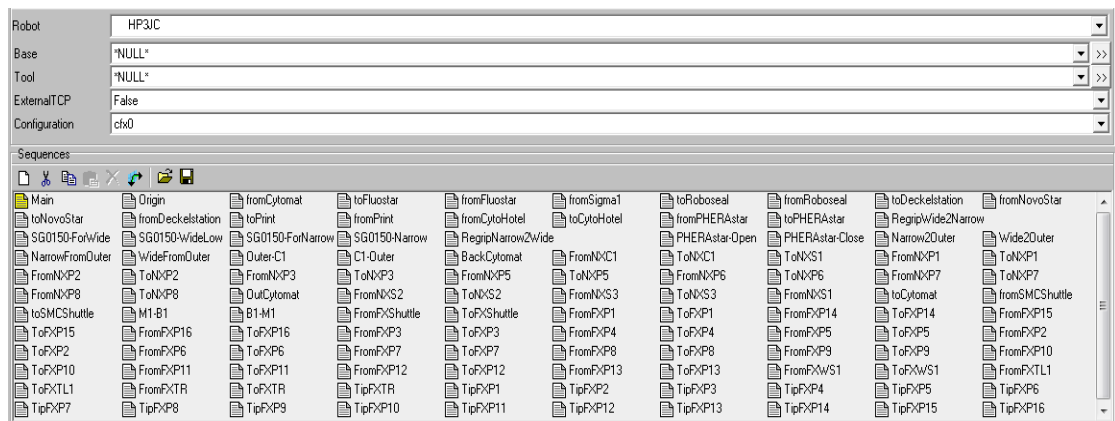 Robot HP3JC
Base *NULL* >>
Tool *NULL* >>
ExternalTCP False
Configuration cfx0
Sequences
Main Origin fromCytomat toFluostar fromFluostar fromSigma1 toRoboseal fromRoboseal toDeckelstation fromNovoStar
toNovoStar fromDeckelstation toPrint fromPrint fromCytoHotel toCytoHotel fromPHERAstar toPHERAstar RegripWide2Narrow
SG0150-ForWide SG0150-WideLow SG0150-ForNarrow SG0150-Narrow RegripNarrow2Wide PHERAstar-Open PHERAstar-Close Narrow2Outer Wide2Outer
NarrowFromOuter WideFromOuter Outer-C1 C1-Outer BackCytomat FromNXC1 ToNXC1 ToNXS1 FromNXP1 ToNXP1
FromNXP2 ToNXP2 FromNXP3 ToNXP3 FromNXP5 ToNXP5 FromNXP6 ToNXP6 FromNXP7 ToNXP7
FromNXP8 ToNXP8 OutCytomat FromNXS2 ToNXS2 FromNXS3 ToNXS3 FromNXS1 toCytomat fromSMCShuttle
toSMCShuttle M1-B1 B1-M1 FromFXShuttle ToFXShuttle FromFXP1 ToFXP1 FromFXP14 ToFXP14 FromFXP15
ToFXP15 FromFXP16 ToFXP16 FromFXP3 ToFXP3 FromFXP4 ToFXP4 FromFXP5 ToFXP5 FromFXP2
ToFXP2 FromFXP6 ToFXP6 FromFXP7 ToFXP7 FromFXP8 ToFXP8 FromFXP9 ToFXP9 FromFXP10
ToFXP10 FromFXP11 ToFXP11 FromFXP12 ToFXP12 FromFXP13 ToFXP13 FromFXWS1 ToFXWS1 FromFXTL1
ToFXTL1 FromFXTR ToFXTR TipFXTR TipFXP1 TipFXP2 TipFXP3 TipFXP4 TipFXP5 TipFXP6
TipFXP7 TipFXP8 TipFXP9 TipFXP10 TipFXP11 TipFXP12 TipFXP13 TipFXP14 TipFXP15 TipFXP16